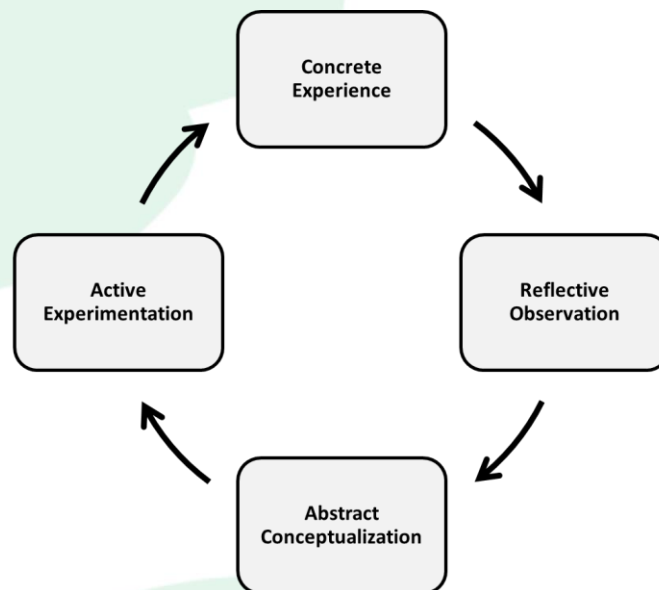 Concrete
Experience
Reflective
Observation
Abstract
Conceptualization
Active
Experimentation